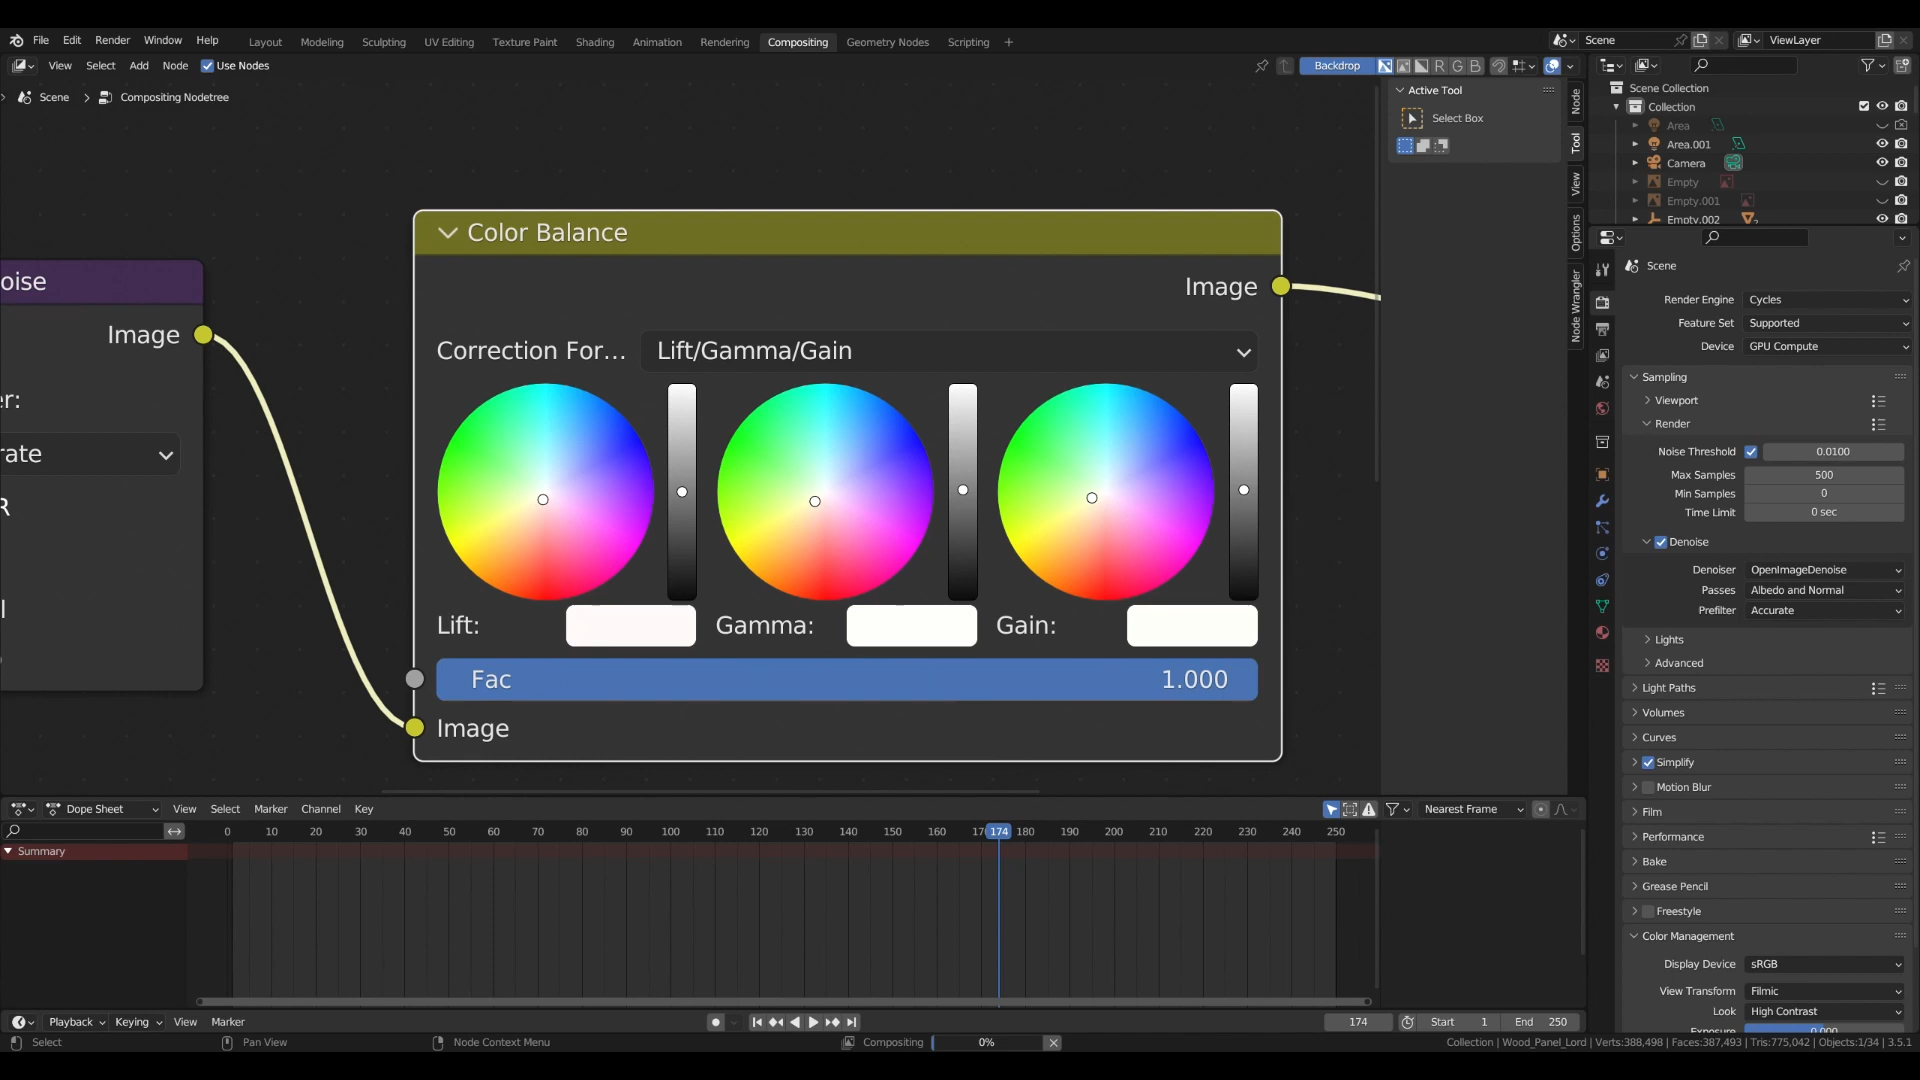 File Edit Render Window Help Layout Modeling Sculpting UV Editing Texture Paint Shading Animation Rendering Compositing Geometry Nodes Scripting + Scene ViewLayer
View Select Add Node Use Nodes Backdrop R G B
Scene > Compositing Nodetree
Active Tool
Select Box
Node
Tool
View
Options
Node Wrangler
Scene Collection
Collection
Area
Area.001
Camera
Empty
Empty.001
Empty.002
oise
Image
er:
rate
R
Color Balance
Image
Correction For... Lift/Gamma/Gain
Lift: Gamma: Gain:
Fac 1.000
Image
Scene
Render Engine Cycles
Feature Set Supported
Device GPU Compute
Sampling
Viewport
Render
Noise Threshold 0.0100
Max Samples 500
Min Samples 0
Time Limit 0 sec
Denoise
Denoiser OpenImageDenoise
Passes Albedo and Normal
Prefilter Accurate
Lights
Advanced
Light Paths
Volumes
Curves
Simplify
Motion Blur
Film
Performance
Bake
Grease Pencil
Freestyle
Color Management
Display Device sRGB
View Transform Filmic
Look High Contrast
Exposure 0.000
Dope Sheet View Select Marker Channel Key Nearest Frame
0 10 20 30 40 50 60 70 80 90 100 110 120 130 140 150 160 17 174 180 190 200 210 220 230 240 250
Summary
Playback Keying View Marker 174 Start 1 End 250
Select Pan View Node Context Menu Compositing 0% Collection | Wood_Panel_Lord | Verts:388,498 | Faces:387,493 | Tris:775,042 | Objects:1/34 | 3.5.1